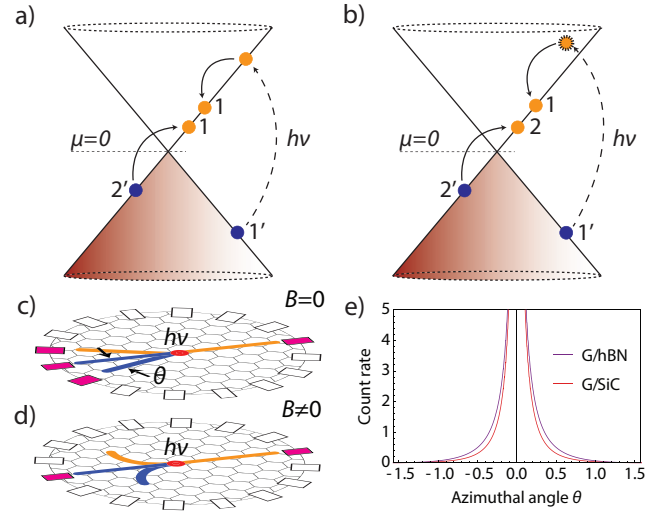 a)
b)
1
1
μ=0
hν
2′
1′
1
2
μ=0
hν
2′
1′
c)
B=0
hν
θ
d)
B≠0
hν
e)
Count rate
5
4
3
2
1
0
G/hBN
G/SiC
-1.5 -1.0 -0.5 0.0 0.5 1.0 1.5
Azimuthal angle θ